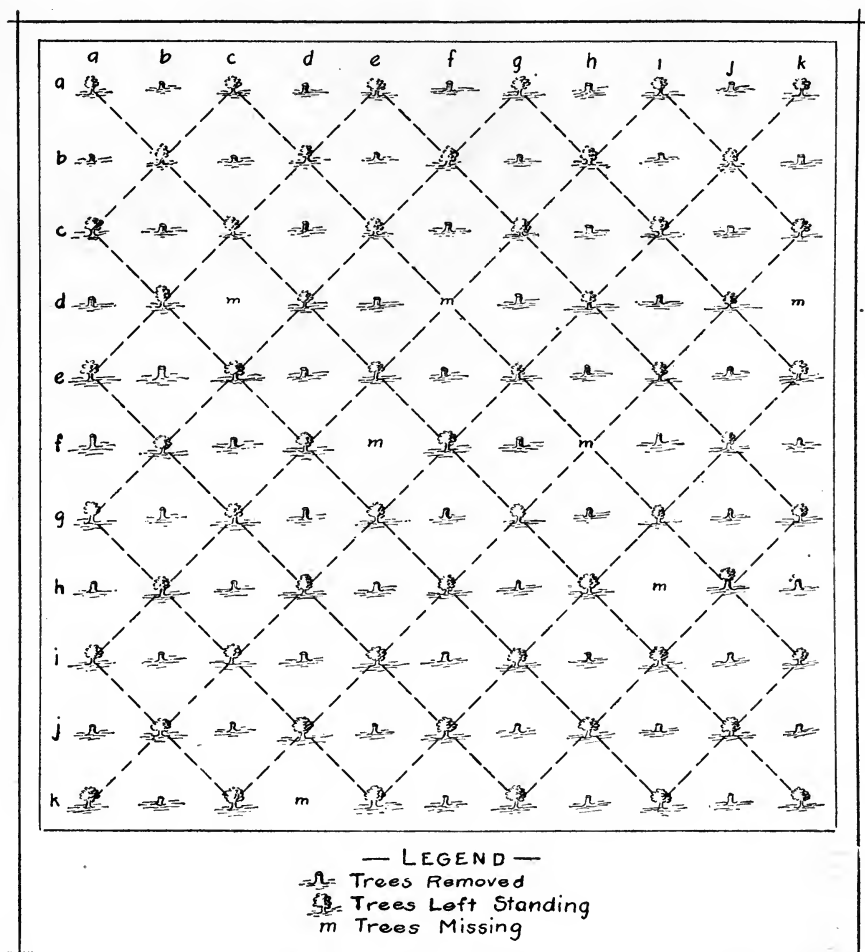 a b c d e f g h i j k
a
b
c
d m m m
e
f m m
g
h m
i
j
k m
— LEGEND —
Trees Removed
Trees Left Standing
m Trees Missing